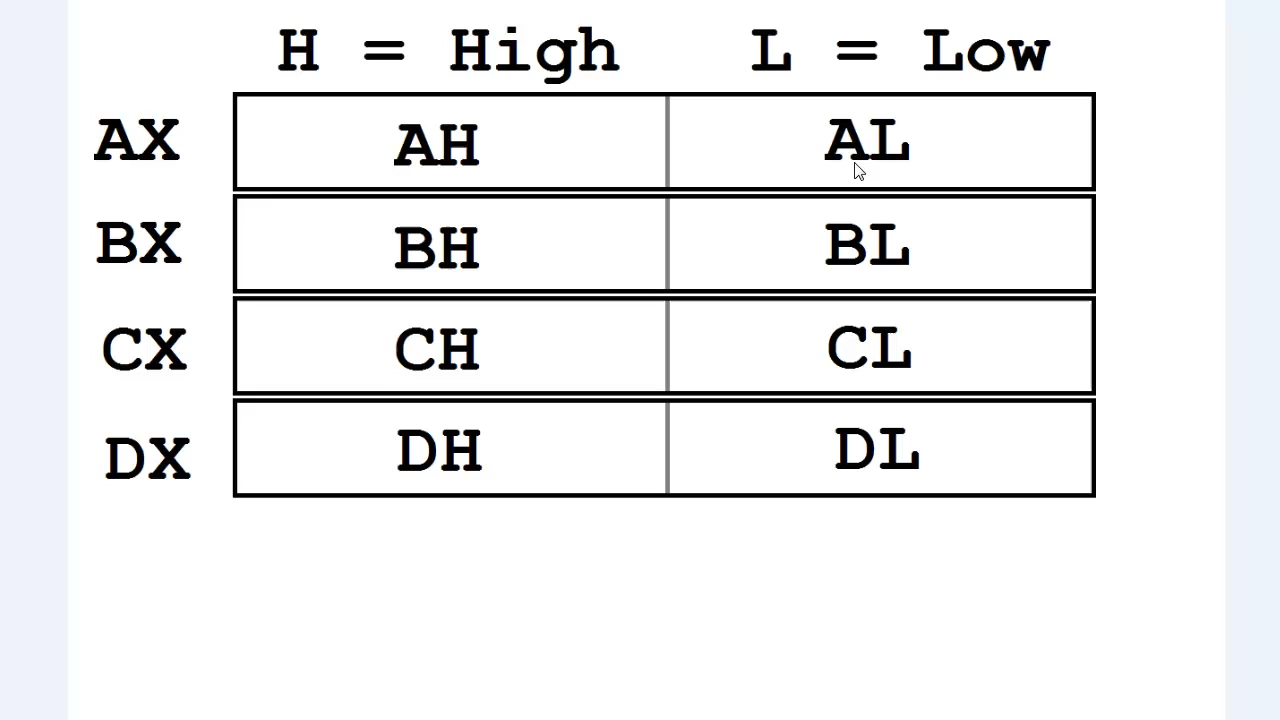 H = High L = Low
AX AH AL
BX BH BL
CX CH CL
DX DH DL